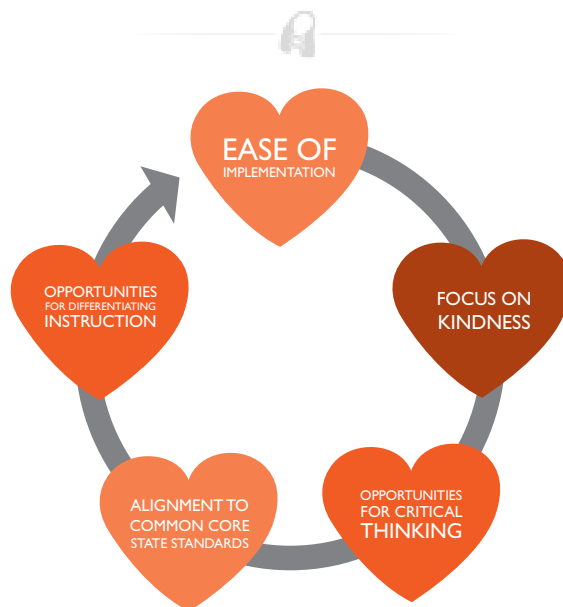 EASE OF
IMPLEMENTATION
FOCUS ON
KINDNESS
OPPORTUNITIES
FOR CRITICAL
THINKING
ALIGNMENT TO
COMMON CORE
STATE STANDARDS
OPPORTUNITIES
FOR DIFFERENTIATING
INSTRUCTION